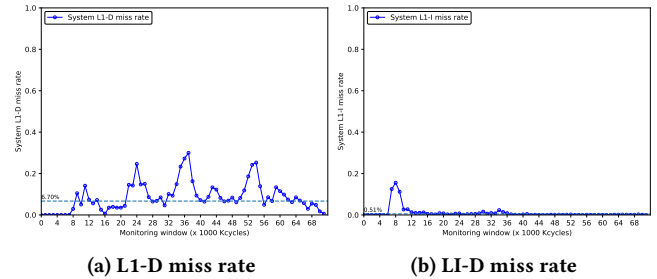 System L1-D miss rate
1.0
0.8
0.6
0.4
0.2
0.0
System L1-D miss rate
6.70%
0 4 8 12 16 20 24 28 32 36 40 44 48 52 56 60 64 68
Monitoring window (x 1000 Kcycles)
(a) L1-D miss rate
System L1-I miss rate
1.0
0.8
0.6
0.4
0.2
0.0
System L1-I miss rate
0.51%
0 4 8 12 16 20 24 28 32 36 40 44 48 52 56 60 64 68
Monitoring window (x 1000 Kcycles)
(b) LI-D miss rate